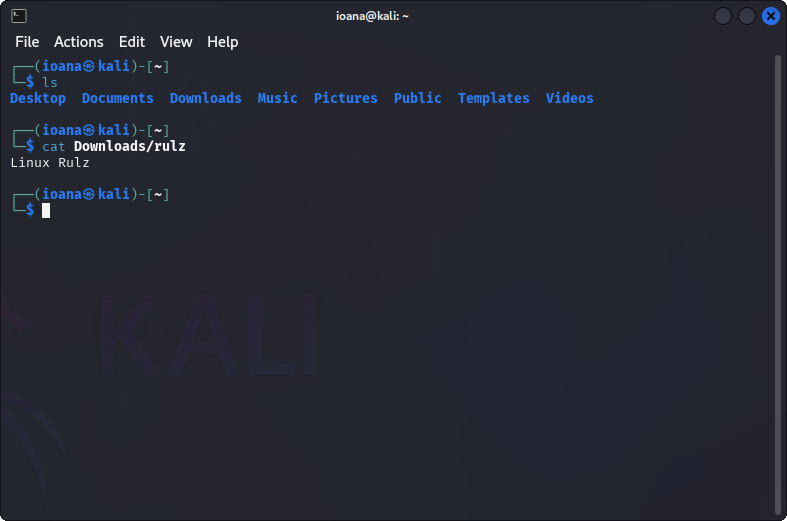 ioana@kali: ~
File Actions Edit View Help
┌──(ioana㉿kali)-[~]
└─$ ls
Desktop Documents Downloads Music Pictures Public Templates Videos
┌──(ioana㉿kali)-[~]
└─$ cat Downloads/rulz
Linux Rulz
┌──(ioana㉿kali)-[~]
└─$
KALI